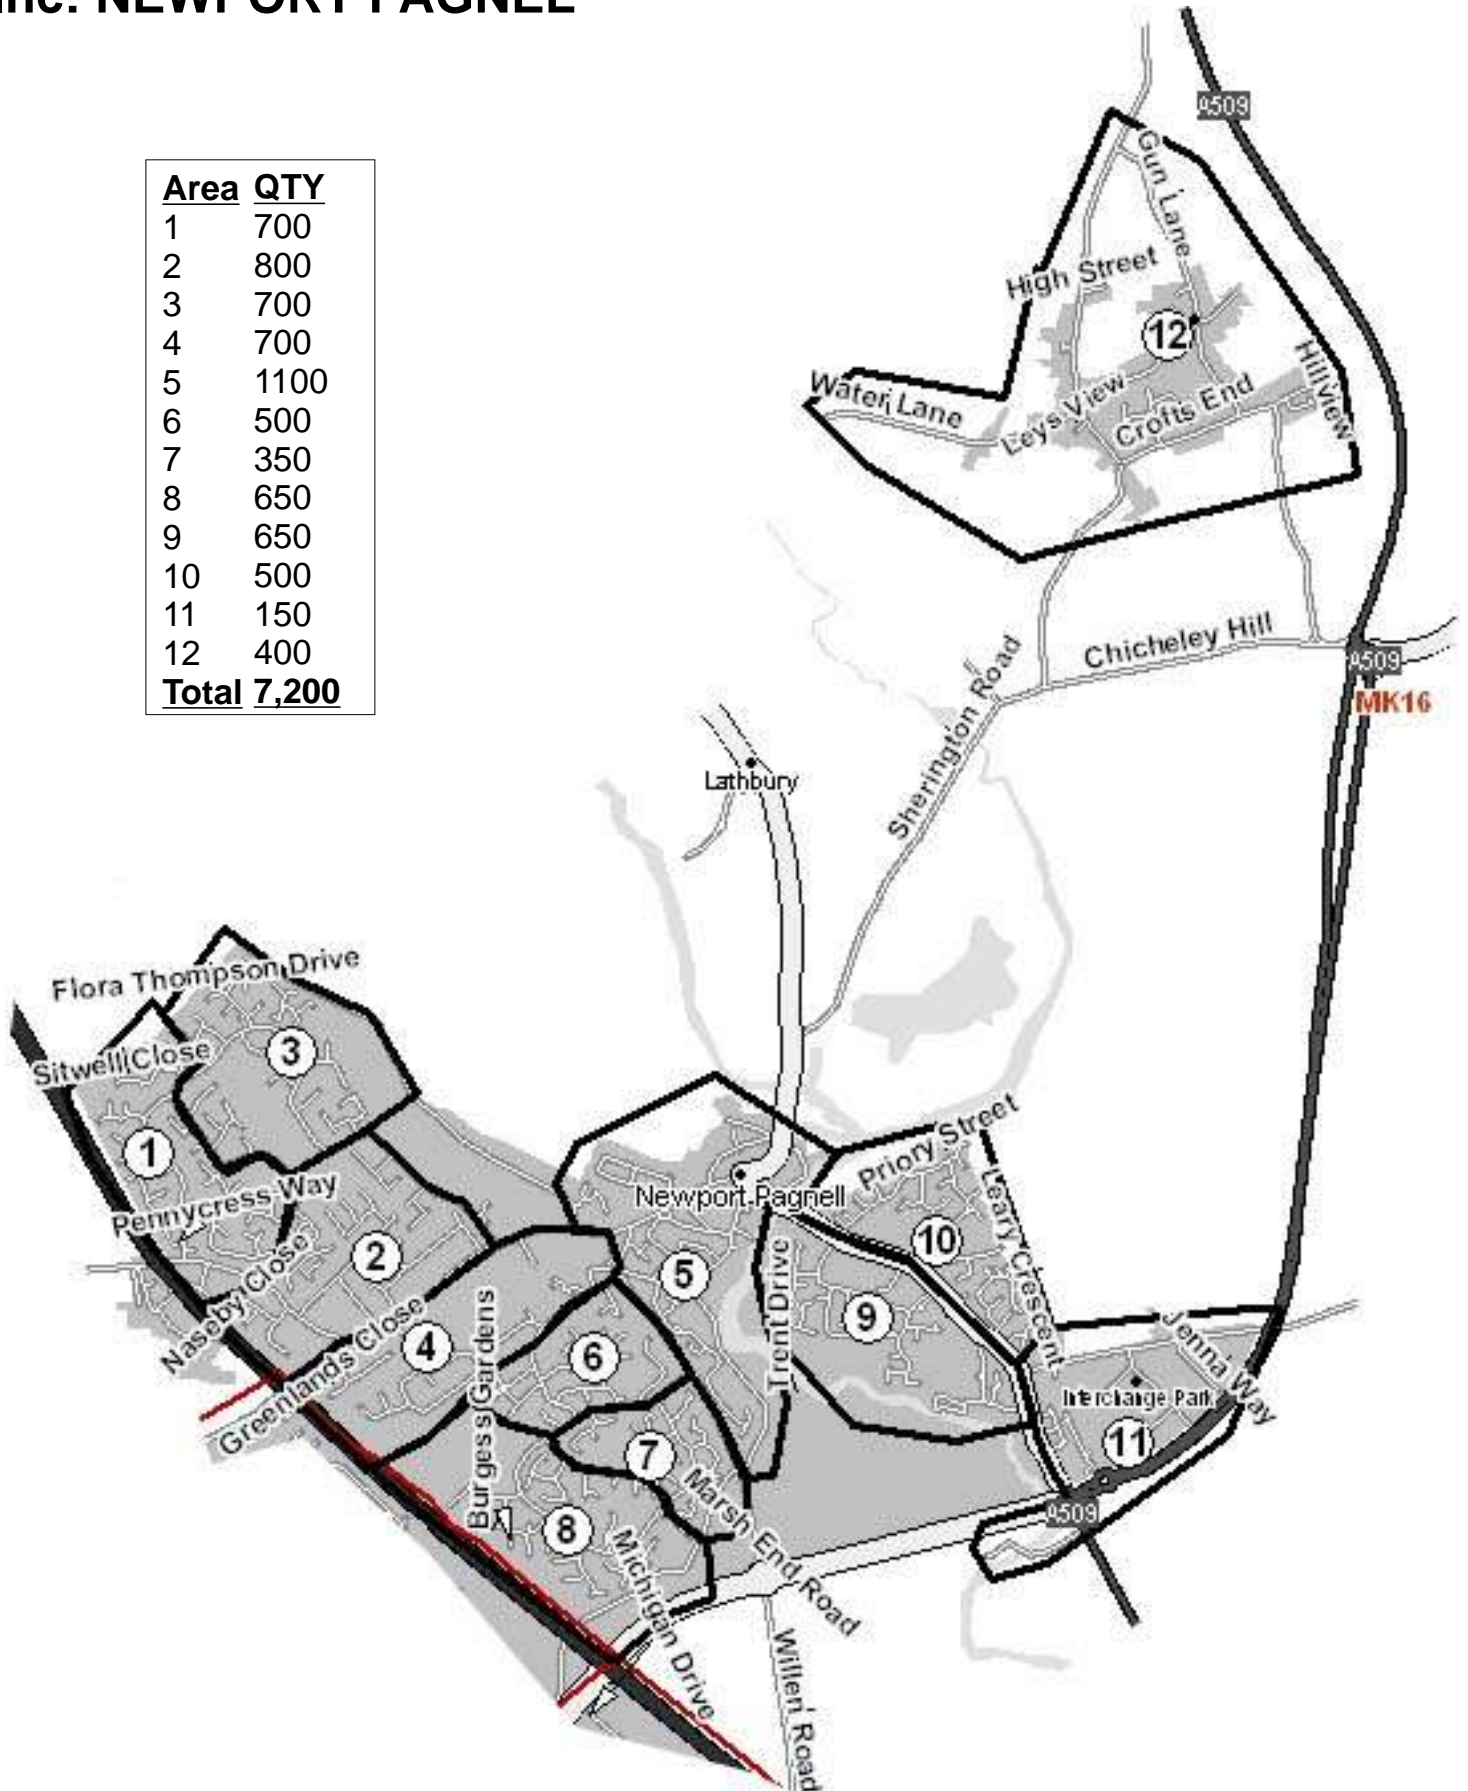 inc. NEWPORT PAGNELL
Area QTY
1 700
2 800
3 700
4 700
5 1100
6 500
7 350
8 650
9 650
10 500
11 150
12 400
Total 7,200
A509
Gun Lane
High Street
12
Hillview
Water Lane
Leys View
Crofts End
Chicheley Hill
A509
MK16
Sherington Road
Lathbury
Flora Thompson Drive
3
Sitwell Close
1
Priory Street
Newport Pagnell
Pennycress Way
Leary Crescent
10
2
5
Naseby Close
Trent Drive
9
Greenlands Close
4
Burgess Gardens
6
Jenna Way
Interchange Park
11
7
Marsh End Road
8
A509
Michigan Drive
Willen Road